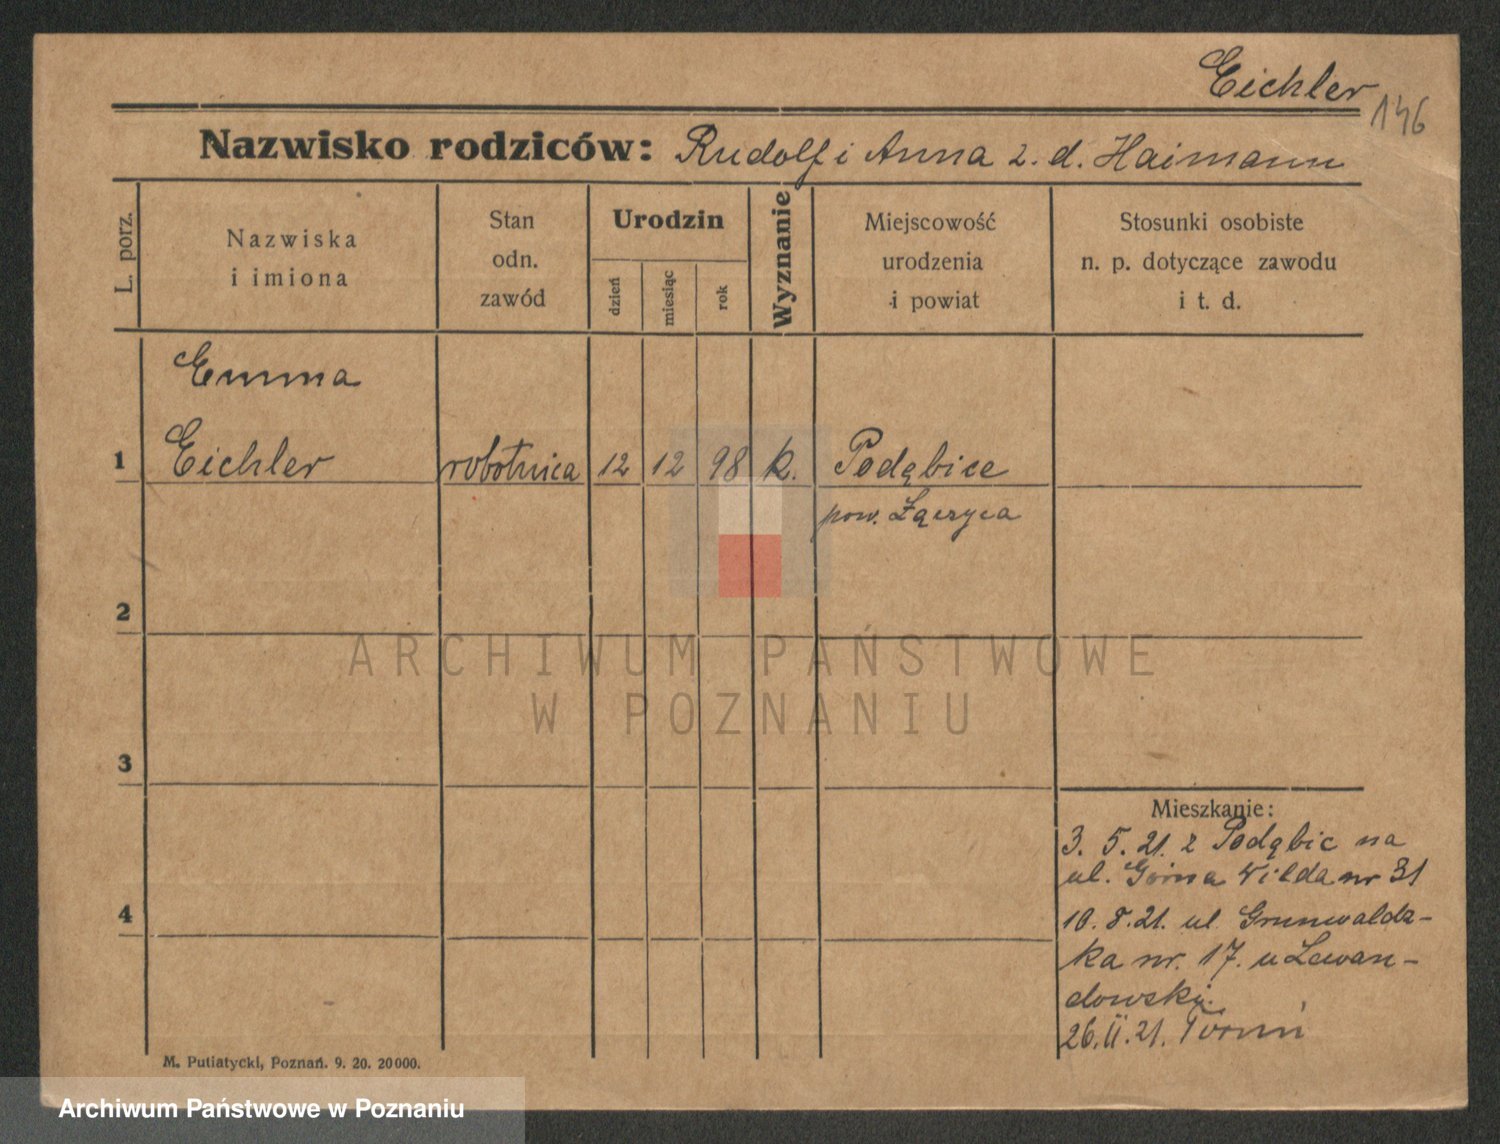 Eichler
146
Nazwisko rodziców: Rudolf i Anna z. d. Haimann
L. porz.
Nazwiska
i imiona
Stan
odn.
zawód
Urodzin
dzień
miesiąc
rok
Wyznanie
Miejscowość
urodzenia
i powiat
Stosunki osobiste
n. p. dotyczące zawodu
i t. d.
Emma
1 Eichler robotnica 12 12 98 k. Podębice
pow. Łęczyca
2
3
4
Mieszkanie:
3. 5. 21. z Podębic na
ul. Górna Wilda nr 31
10. 8. 21. ul Grunwaldz-
ka nr. 17. u Lewan-
dowski.
26. II. 21. Toruń
M. Putiatycki, Poznań. 9. 20. 20000.
ARCHIWUM PAŃSTWOWE
W POZNANIU
Archiwum Państwowe w Poznaniu